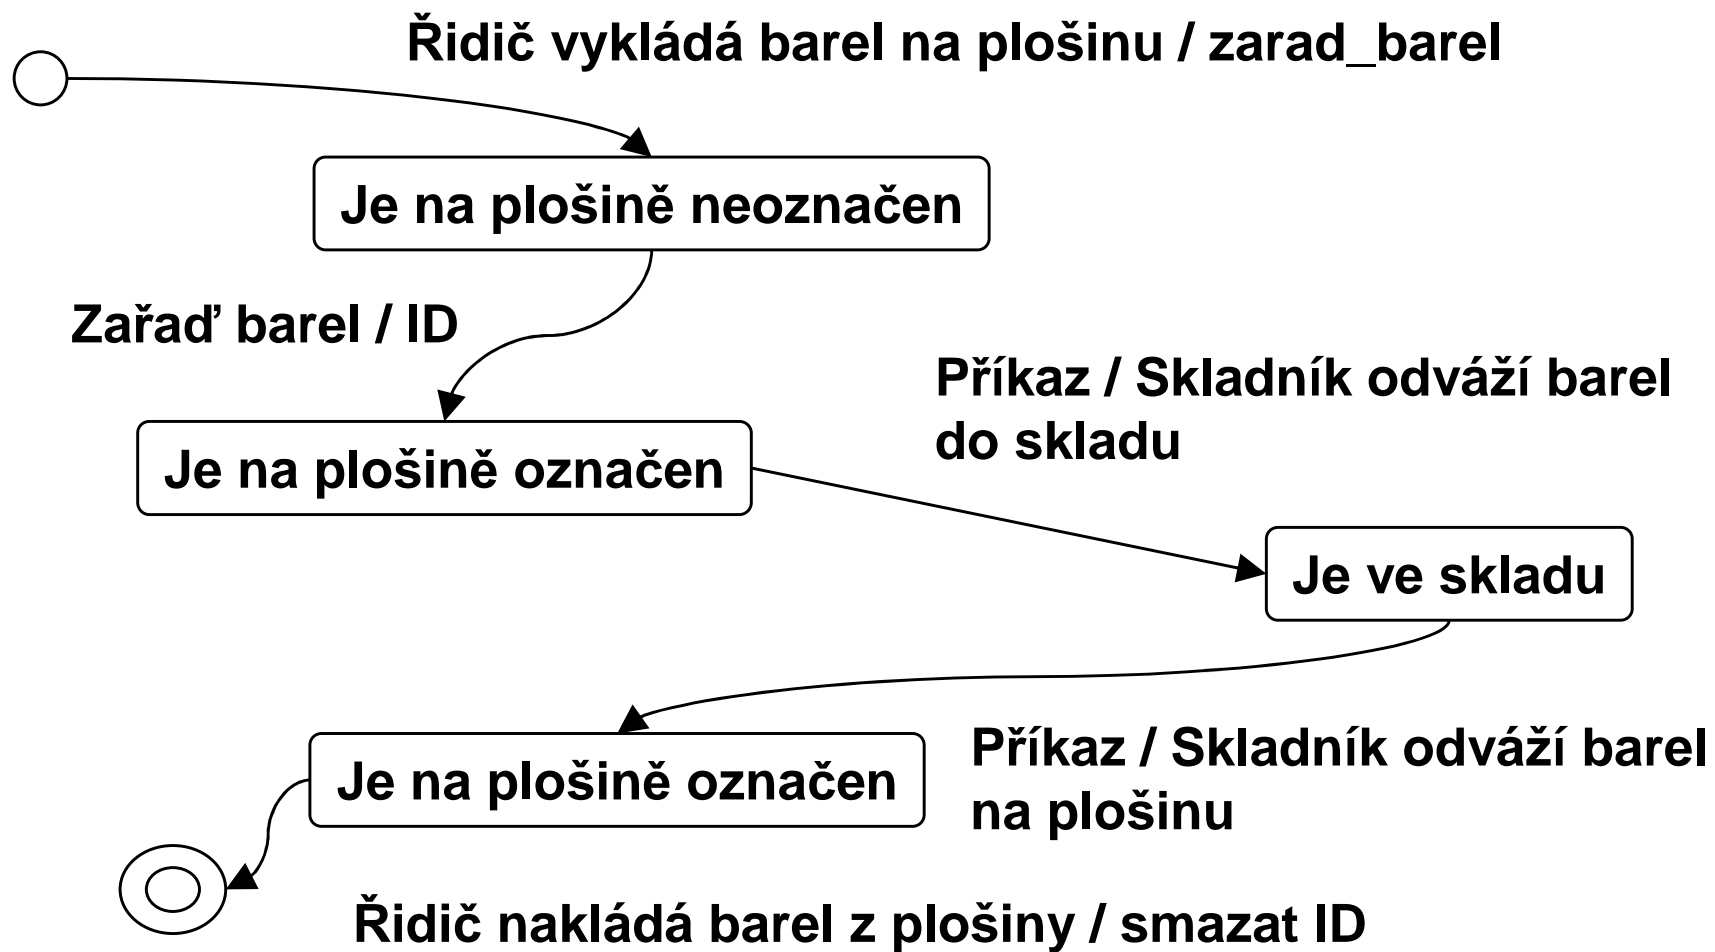 Řidič vykládá barel na plošinu / zarad_barel
Je na plošině neoznačen
Zařaď barel / ID
Příkaz / Skladník odváží barel
do skladu
Je na plošině označen
Je ve skladu
Příkaz / Skladník odváží barel
na plošinu
Je na plošině označen
Řidič nakládá barel z plošiny / smazat ID